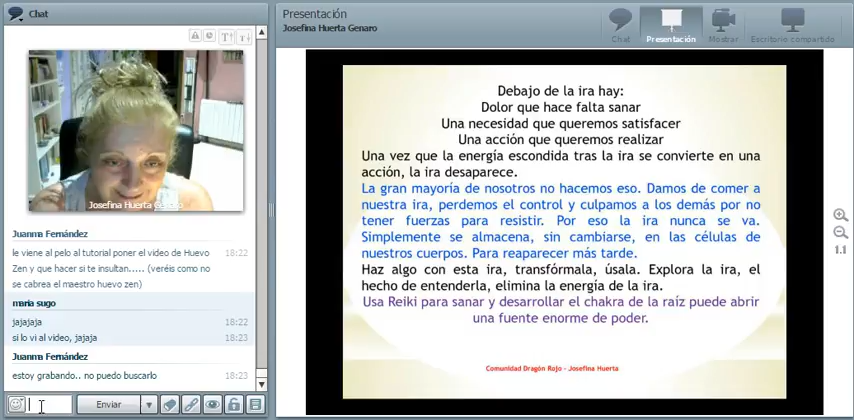 Chat
Josefina Huerta Genaro
Juanma Fernández
le viene al pelo al tutorial poner el video de Huevo 18:22
Zen y que hacer si te insultan..... (veréis como no
se cabrea el maestro huevo zen)
maria sugo
jajajaja 18:22
si lo vi al video, jajaja 18:23
Juanma Fernández
estoy grabando.. no puedo buscarlo 18:23
Enviar
Presentación
Josefina Huerta Genaro
Chat
Presentación
Mostrar
Escritorio compartido
Debajo de la ira hay:
Dolor que hace falta sanar
Una necesidad que queremos satisfacer
Una acción que queremos realizar
Una vez que la energía escondida tras la ira se convierte en una
acción, la ira desaparece.
La gran mayoría de nosotros no hacemos eso. Damos de comer a
nuestra ira, perdemos el control y culpamos a los demás por no
tener fuerzas para resistir. Por eso la ira nunca se va.
Simplemente se almacena, sin cambiarse, en las células de
nuestros cuerpos. Para reaparecer más tarde.
Haz algo con esta ira, transfórmala, úsala. Explora la ira, el
hecho de entenderla, elimina la energía de la ira.
Usa Reiki para sanar y desarrollar el chakra de la raíz puede abrir
una fuente enorme de poder.
Comunidad Dragón Rojo - Josefina Huerta
1.1